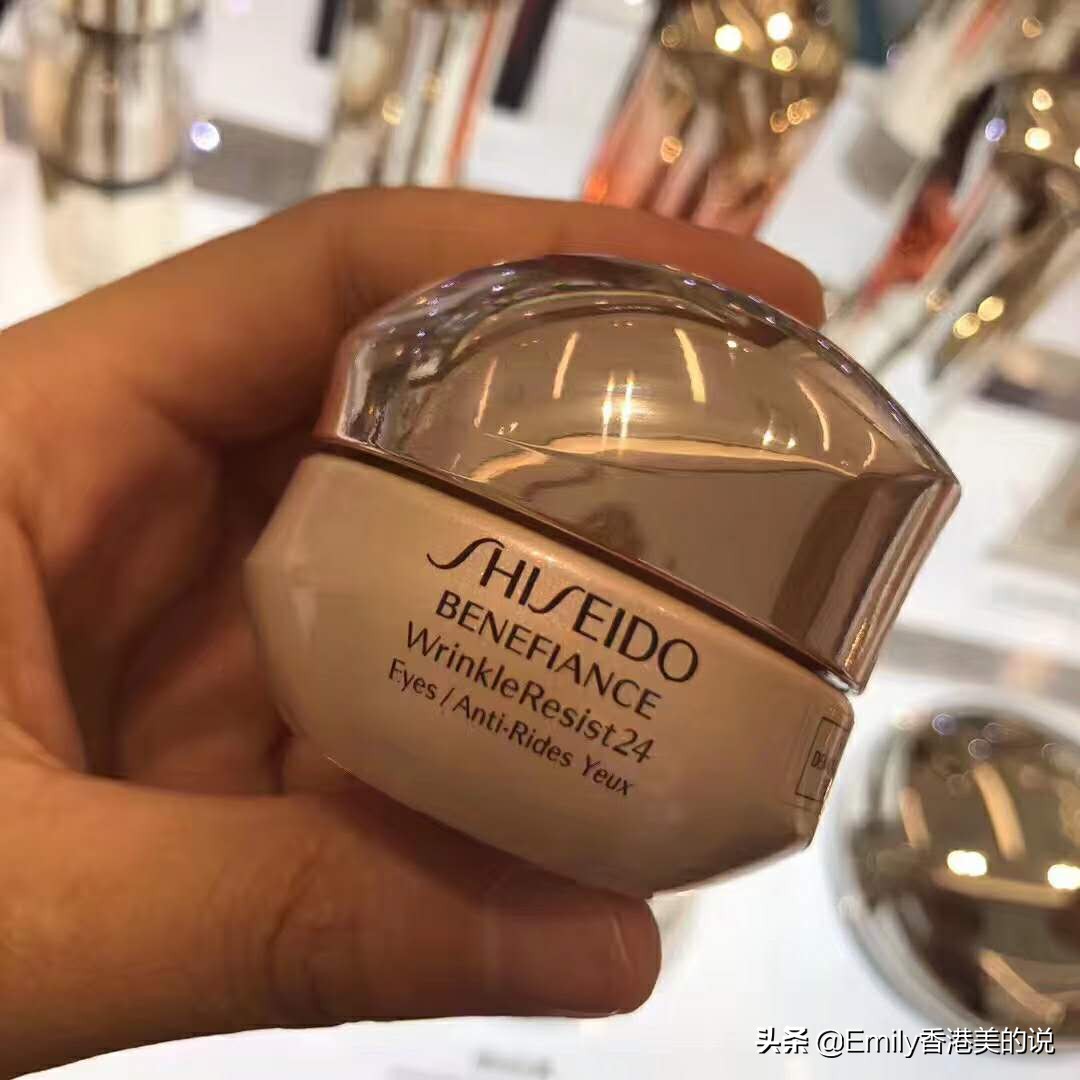 SHISEIDO
BENEFIANCE
WrinkleResist24
Eyes / Anti-Rides Yeux
头条 @Emily香港美的说